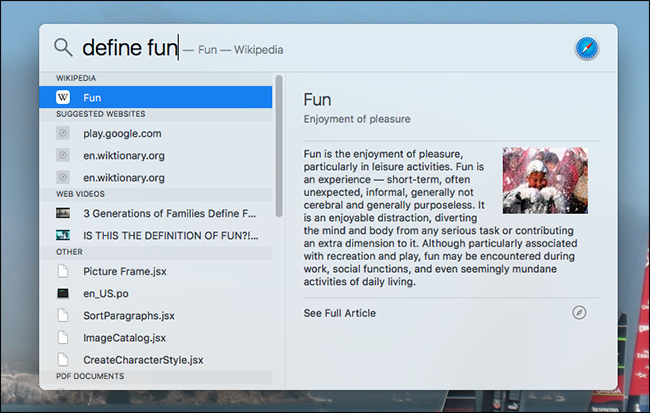 define fun — Fun — Wikipedia
WIKIPEDIA
W Fun
SUGGESTED WEBSITES
play.google.com
en.wiktionary.org
en.wiktionary.org
WEB VIDEOS
3 Generations of Families Define F...
IS THIS THE DEFINITION OF FUN?!...
OTHER
Picture Frame.jsx
en_US.po
SortParagraphs.jsx
ImageCatalog.jsx
CreateCharacterStyle.jsx
PDF DOCUMENTS
Fun
Enjoyment of pleasure
Fun is the enjoyment of pleasure,
particularly in leisure activities. Fun is
an experience — short-term, often
unexpected, informal, generally not
cerebral and generally purposeless. It
is an enjoyable distraction, diverting
the mind and body from any serious task or contributing
an extra dimension to it. Although particularly associated
with recreation and play, fun may be encountered during
work, social functions, and even seemingly mundane
activities of daily living.
See Full Article